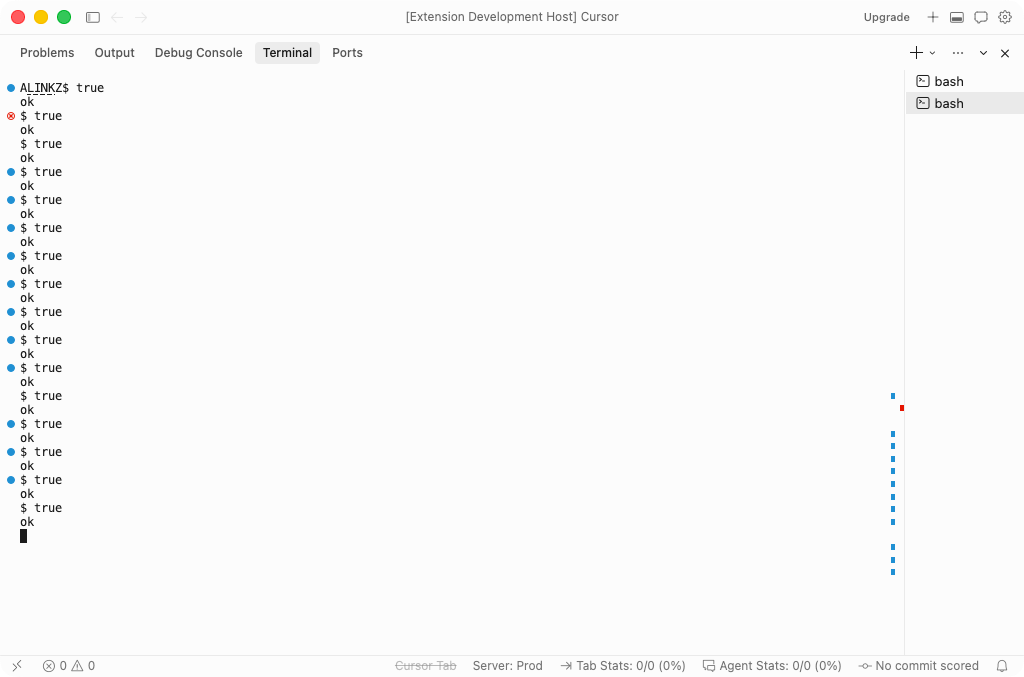 [Extension Development Host] Cursor
Upgrade
Problems Output Debug Console Terminal Ports
ALINKZ$ true
ok
$ true
ok
$ true
ok
$ true
ok
$ true
ok
$ true
ok
$ true
ok
$ true
ok
$ true
ok
$ true
ok
$ true
ok
$ true
ok
$ true
ok
$ true
ok
$ true
ok
$ true
ok
bash
bash
0 0 Cursor Tab Server: Prod Tab Stats: 0/0 (0%) Agent Stats: 0/0 (0%) No commit scored